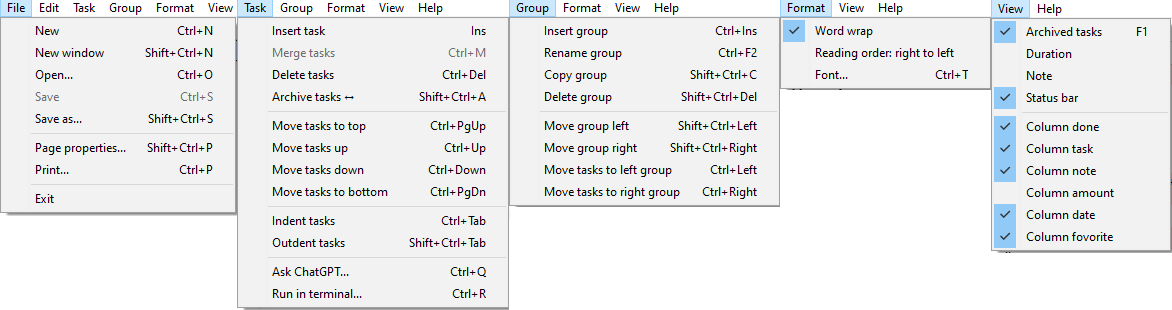 File Edit Task Group Format View
New Ctrl+N
New window Shift+Ctrl+N
Open... Ctrl+O
Save Ctrl+S
Save as... Shift+Ctrl+S
Page properties... Shift+Ctrl+P
Print... Ctrl+P
Exit
Task Group Format View Help
Insert task Ins
Merge tasks Ctrl+M
Delete tasks Ctrl+Del
Archive tasks ↔ Shift+Ctrl+A
Move tasks to top Ctrl+PgUp
Move tasks up Ctrl+Up
Move tasks down Ctrl+Down
Move tasks to bottom Ctrl+PgDn
Indent tasks Ctrl+Tab
Outdent tasks Shift+Ctrl+Tab
Ask ChatGPT... Ctrl+Q
Run in terminal... Ctrl+R
Group Format View Help
Insert group Ctrl+Ins
Rename group Ctrl+F2
Copy group Shift+Ctrl+C
Delete group Shift+Ctrl+Del
Move group left Shift+Ctrl+Left
Move group right Shift+Ctrl+Right
Move tasks to left group Ctrl+Left
Move tasks to right group Ctrl+Right
Format View Help
Word wrap
Reading order: right to left
Font... Ctrl+T
View Help
Archived tasks F1
Duration
Note
Status bar
Column done
Column task
Column note
Column amount
Column date
Column fovorite